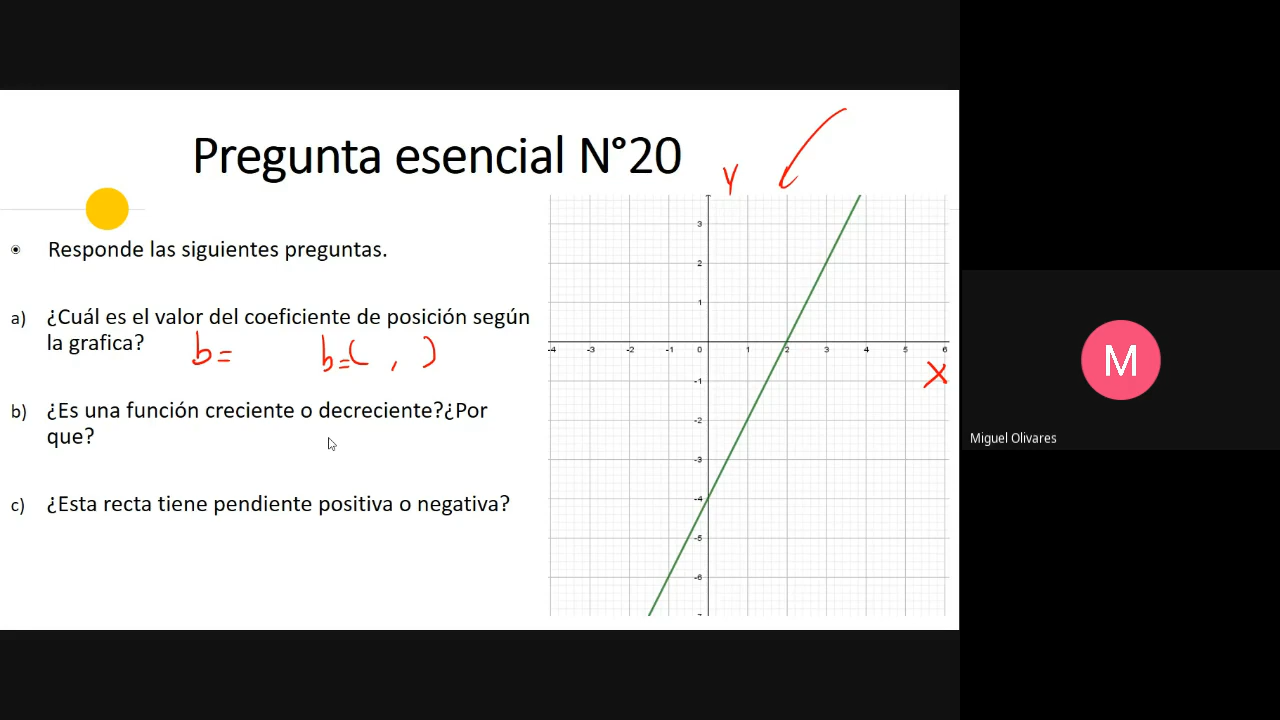 Pregunta esencial N°20
Y
Responde las siguientes preguntas.
a) ¿Cuál es el valor del coeficiente de posición según
la grafica?
b= b=( , )
b) ¿Es una función creciente o decreciente?¿Por
que?
c) ¿Esta recta tiene pendiente positiva o negativa?
3
2
1
-4 -3 -2 -1 0 2 3 4 5 6
X
-1
-2
-3
-4
-5
-6
M
Miguel Olivares